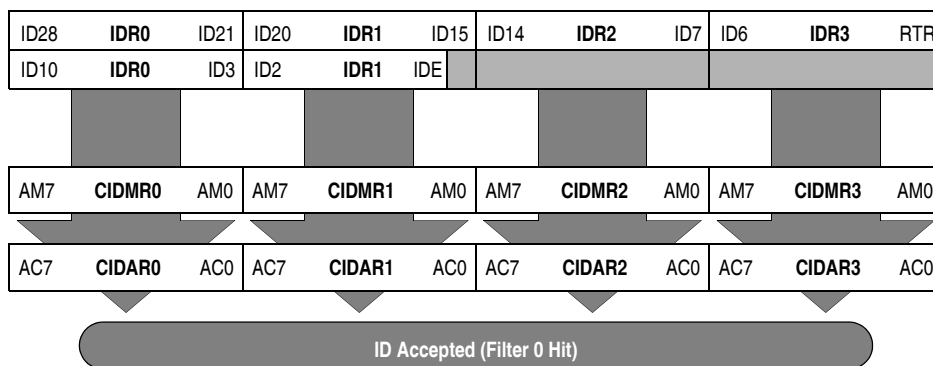 ID28 IDR0 ID21 ID20 IDR1 ID15 ID14 IDR2 ID7 ID6 IDR3 RTR
ID10 IDR0 ID3 ID2 IDR1 IDE
AM7 CIDMR0 AM0 AM7 CIDMR1 AM0 AM7 CIDMR2 AM0 AM7 CIDMR3 AM0
AC7 CIDAR0 AC0 AC7 CIDAR1 AC0 AC7 CIDAR2 AC0 AC7 CIDAR3 AC0
ID Accepted (Filter 0 Hit)